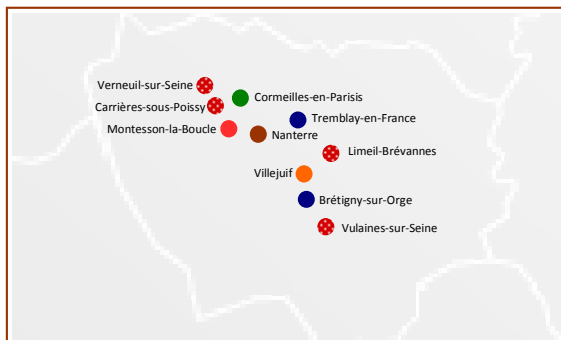 Verneuil-sur-Seine
Cormeilles-en-Parisis
Carrières-sous-Poissy
Tremblay-en-France
Montesson-la-Boucle
Nanterre
Limeil-Brévannes
Villejuif
Brétigny-sur-Orge
Vulaines-sur-Seine